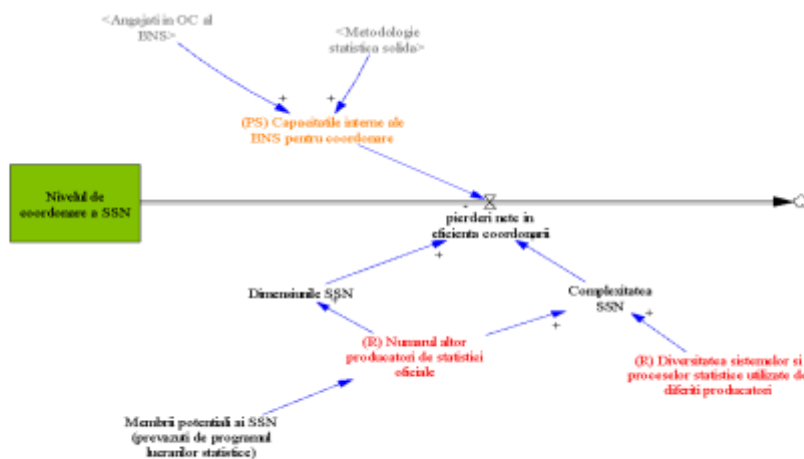 <Angajati in OC al
BNS>
<Metodologie
statistica solida>
(PS) Capacitatile interne ale
BNS pentru coordonare
Nivelul de
coordonare a SSN
pierderi nete in
eficienta coordonarii
Dimensiunile SSN
Complexitatea
SSN
(R) Numarul altor
producatori de statistici
oficiale
(R) Diversitatea sistemelor si
proceselor statistice utilizate de
diferiti producatori
Membrii potentiali ai SSN
(prevazuti de programul
lucrarilor statistice)